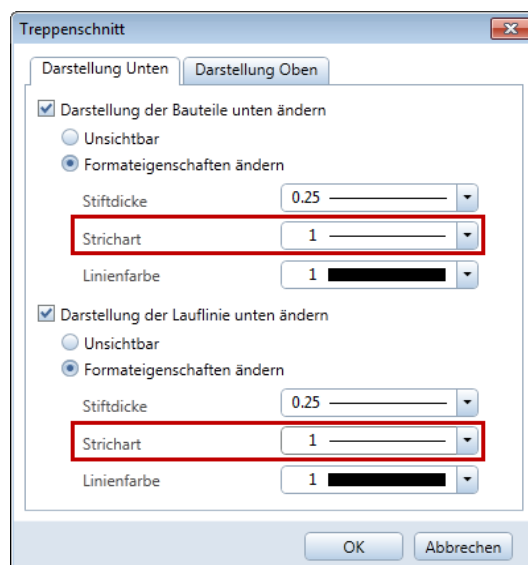 Treppenschnitt
Darstellung Unten Darstellung Oben
Darstellung der Bauteile unten ändern
Unsichtbar
Formateigenschaften ändern
Stiftdicke 0.25
Strichart 1
Linienfarbe 1
Darstellung der Lauflinie unten ändern
Unsichtbar
Formateigenschaften ändern
Stiftdicke 0.25
Strichart 1
Linienfarbe 1
OK Abbrechen